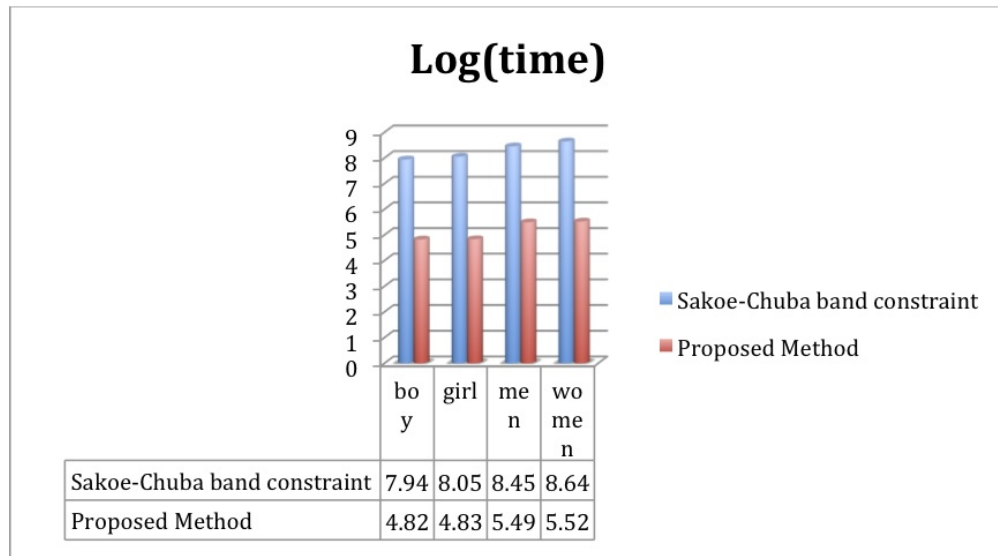 Log(time)
9
8
7
6
5
4
3
2
1
0
Sakoe-Chuba band constraint
Proposed Method
bo
y
girl
me
n
wo
me
n
Sakoe-Chuba band constraint 7.94 8.05 8.45 8.64
Proposed Method 4.82 4.83 5.49 5.52